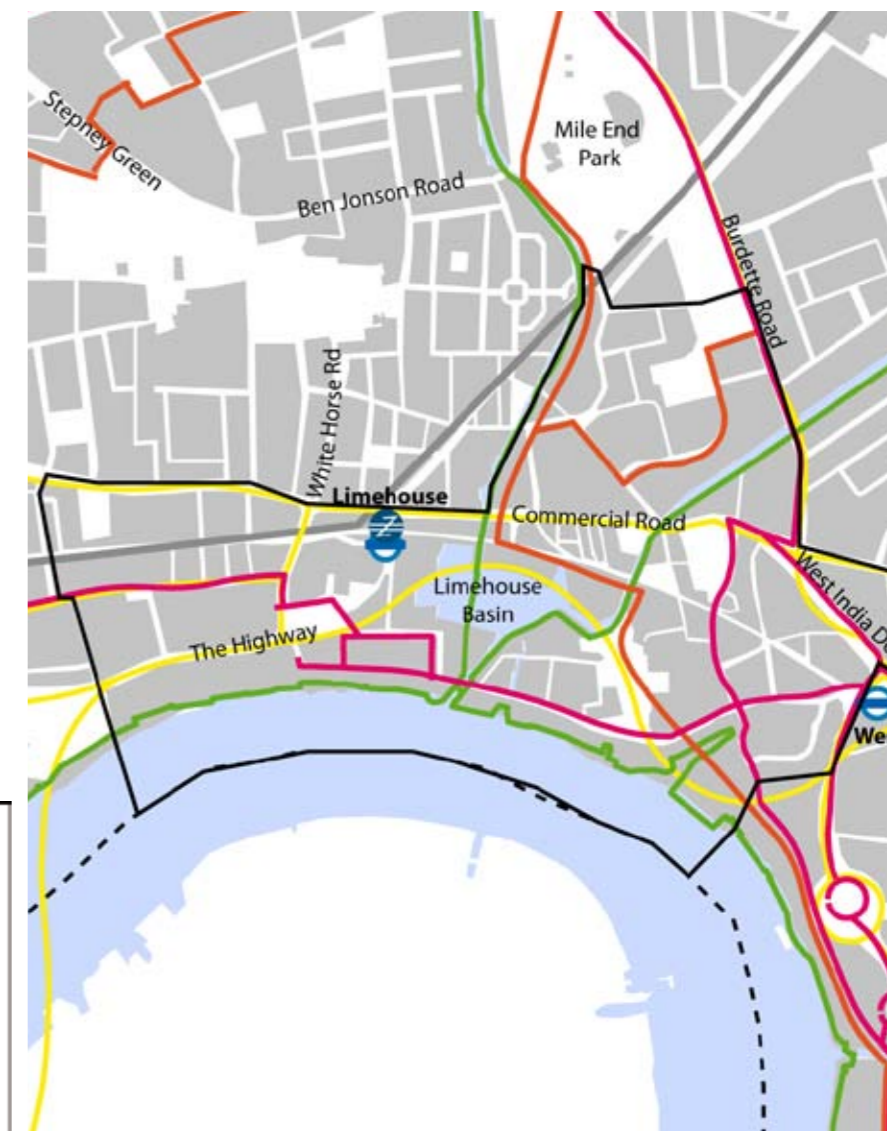 Mile End
Park
Stepney Green
Ben Jonson Road
Burdette Road
White Horse Rd
Limehouse
Commercial Road
Limehouse
Basin
West India
The Highway